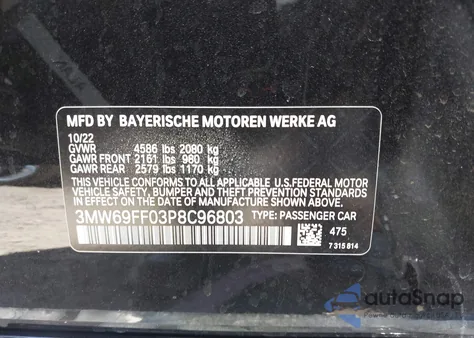 MFD BY BAYERISCHE MOTOREN WERKE AG
10/22
GVWR 4586 lbs 2080 kg
GAWR FRONT 2161 lbs 980 kg
GAWR REAR 2579 lbs 1170 kg
THIS VEHICLE CONFORMS TO ALL APPLICABLE U.S.FEDERAL MOTOR
VEHICLE SAFETY, BUMPER, AND THEFT PREVENTION STANDARDS
IN EFFECT ON THE DATE OF MANUFACTURE SHOWN ABOVE.
3MW69FF03P8C96803 TYPE: PASSENGER CAR
475
7 315 814
autoSnap